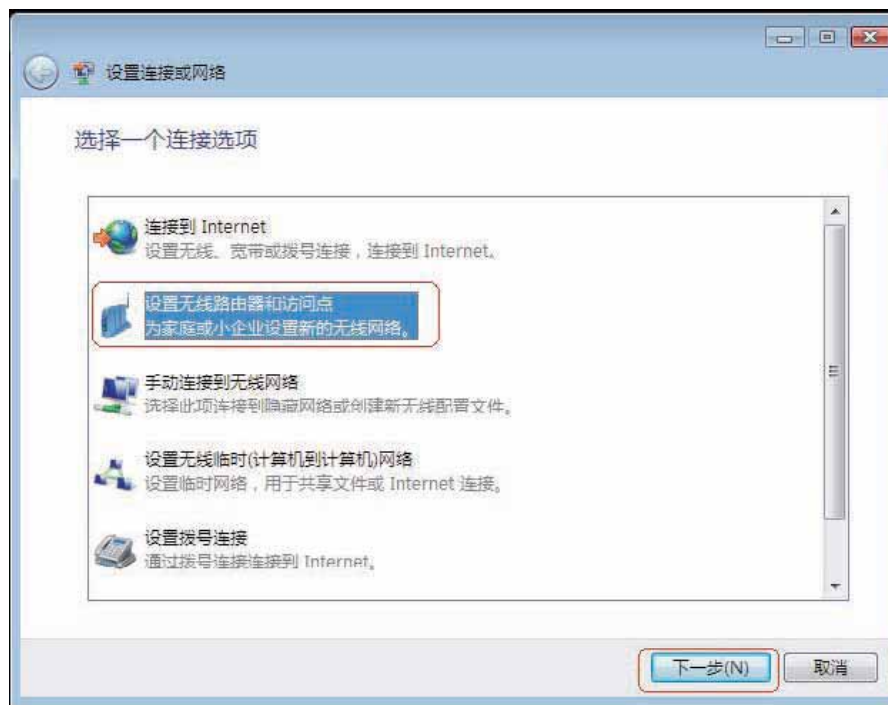 设置连接或网络
选择一个连接选项
连接到 Internet
设置无线、宽带或拨号连接，连接到 Internet。
设置无线路由器和访问点
为家庭或小企业设置新的无线网络。
手动连接到无线网络
选择此项连接到隐藏网络或创建新无线配置文件。
设置无线临时(计算机到计算机)网络
设置临时网络，用于共享文件或 Internet 连接。
设置拨号连接
通过拨号连接连接到 Internet。
下一步(N)
取消